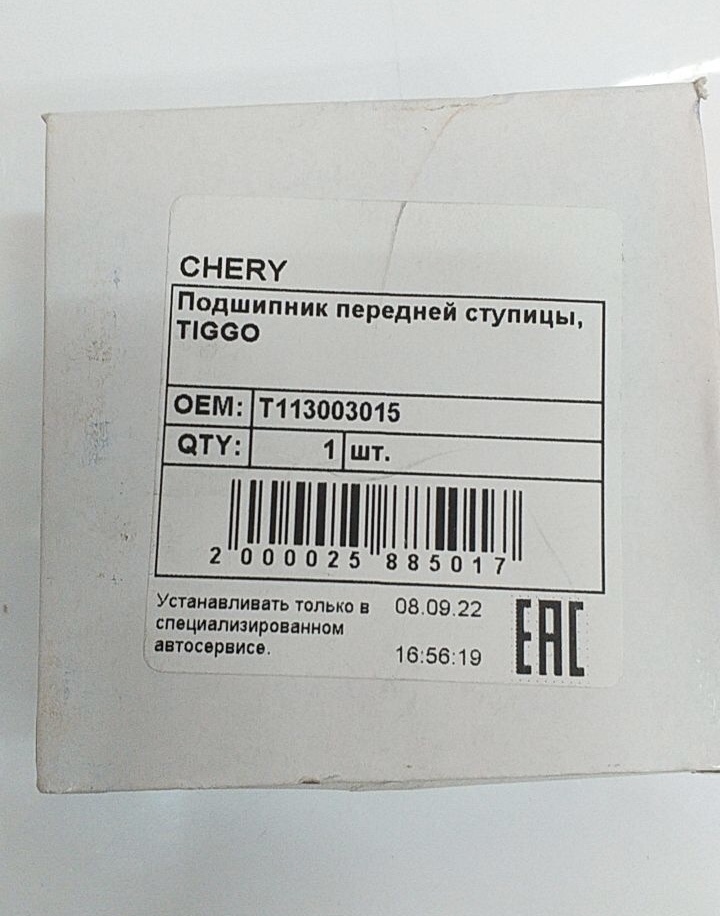 CHERY
Подшипник передней ступицы,
TIGGO
OEM: T113003015
QTY: 1 шт.
2 000025 885017
Устанавливать только в 08.09.22
специализированном
автосервисе. 16:56:19
EAC